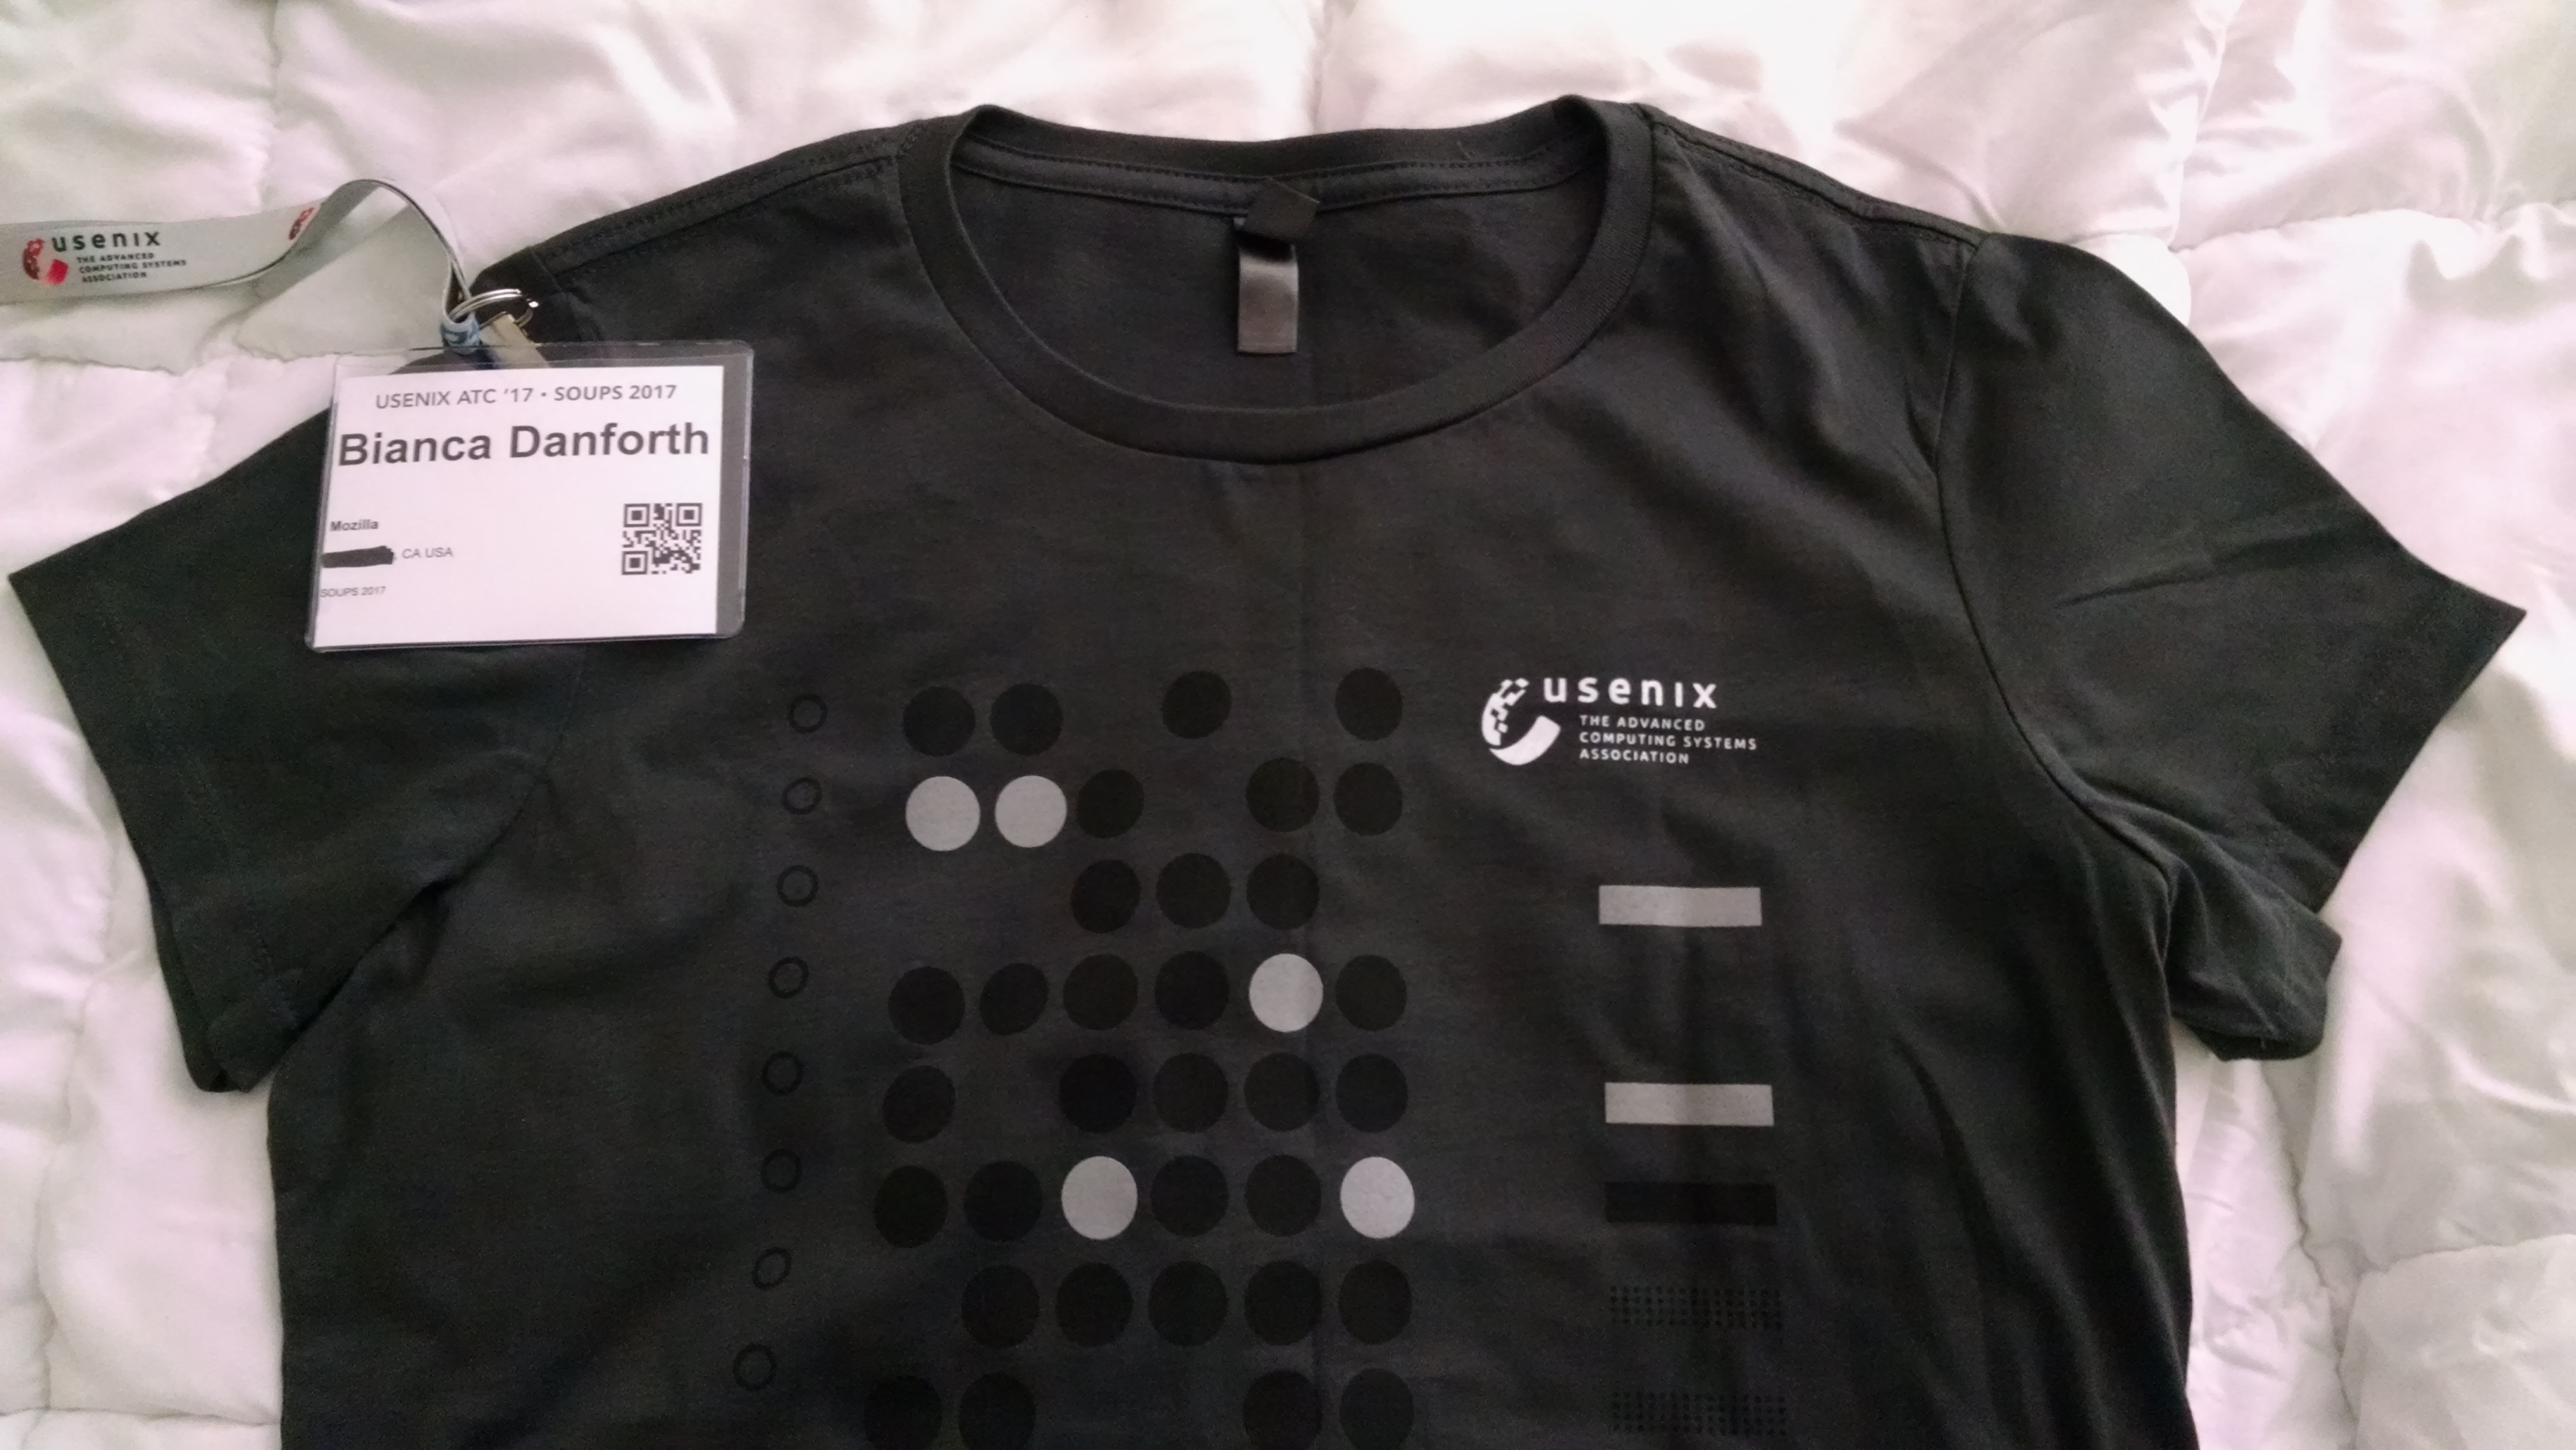 usenix
THE ADVANCED
COMPUTING SYSTEMS
ASSOCIATION
USENIX ATC '17 • SOUPS 2017
Bianca Danforth
Mozilla
, CA USA
SOUPS 2017
usenix
THE ADVANCED
COMPUTING SYSTEMS
ASSOCIATION